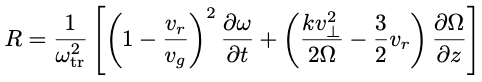 $$R = \frac{1}{\omega_{\mathrm{tr}}^2} \left[ \left( 1 - \frac{v_r}{v_g} \right)^2 \frac{\partial \omega}{\partial t} + \left( \frac{k v_\perp^2}{2\Omega} - \frac{3}{2} v_r \right) \frac{\partial \Omega}{\partial z} \right]$$